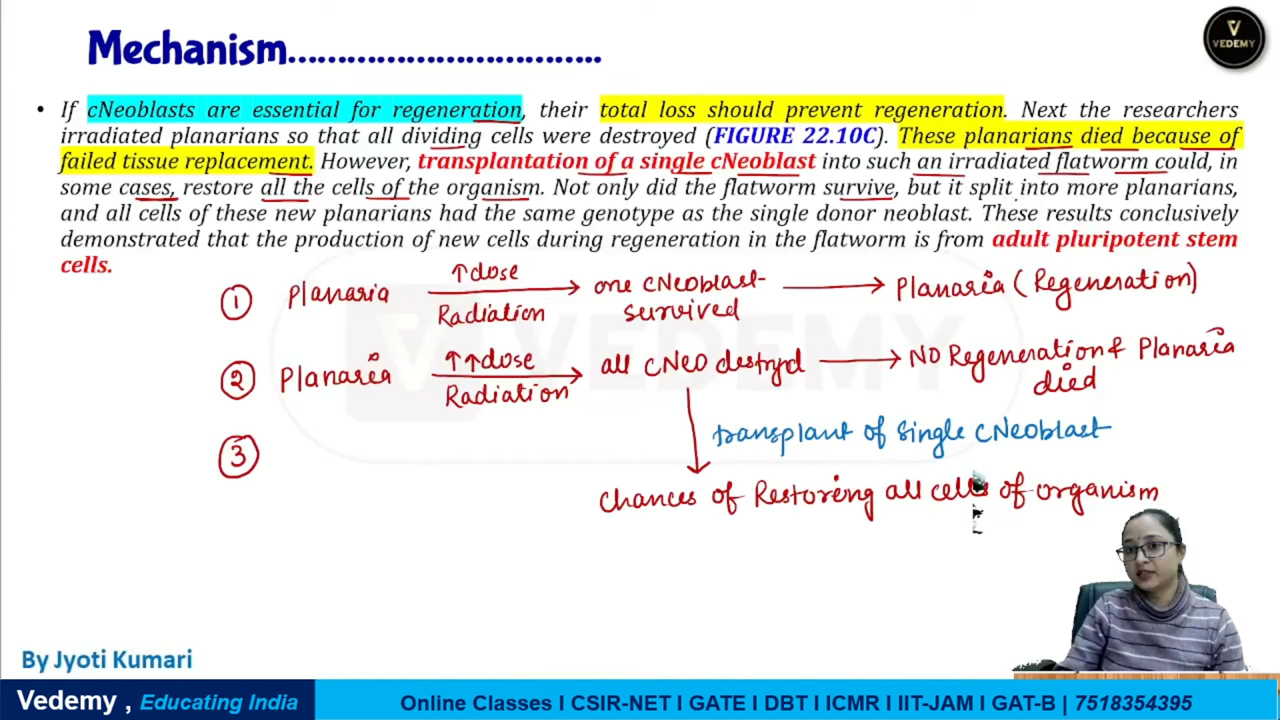 Mechanism.................................
VEDEMY
• If cNeoblasts are essential for regeneration, their total loss should prevent regeneration. Next the researchers
irradiated planarians so that all dividing cells were destroyed (FIGURE 22.10C). These planarians died because of
failed tissue replacement. However, transplantation of a single cNeoblast into such an irradiated flatworm could, in
some cases, restore all the cells of the organism. Not only did the flatworm survive, but it split into more planarians,
and all cells of these new planarians had the same genotype as the single donor neoblast. These results conclusively
demonstrated that the production of new cells during regeneration in the flatworm is from adult pluripotent stem
cells.
① Planaria ↑dose Radiation → one CNeoblast survived → Planaria (Regeneration)
② Planaria ↑↑dose Radiation → all CNEO destryd → NO Regeneration & Planaria died
transplant of single CNeoblast
③
Chances of Restoring all cells of organism
VEDEMY
By Jyoti Kumari
Vedemy , Educating India
Online Classes I CSIR-NET I GATE I DBT I ICMR I IIT-JAM I GAT-B | 7518354395